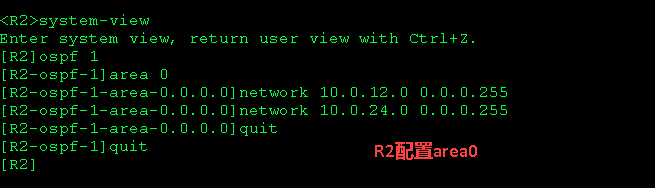 <R2>system-view
Enter system view, return user view with Ctrl+Z.
[R2]ospf 1
[R2-ospf-1]area 0
[R2-ospf-1-area-0.0.0.0]network 10.0.12.0 0.0.0.255
[R2-ospf-1-area-0.0.0.0]network 10.0.24.0 0.0.0.255
[R2-ospf-1-area-0.0.0.0]quit
[R2-ospf-1]quit
R2配置area0
[R2]